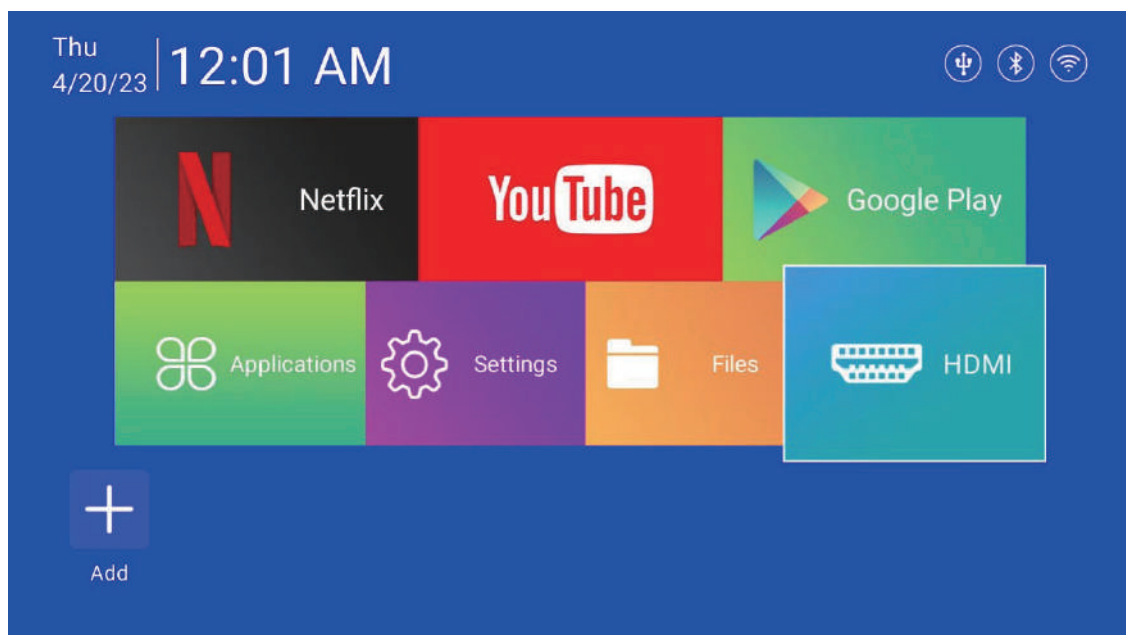 Thu
4/20/23
12:01 AM
Netflix
YouTube
Google Play
Applications
Settings
Files
HDMI
Add